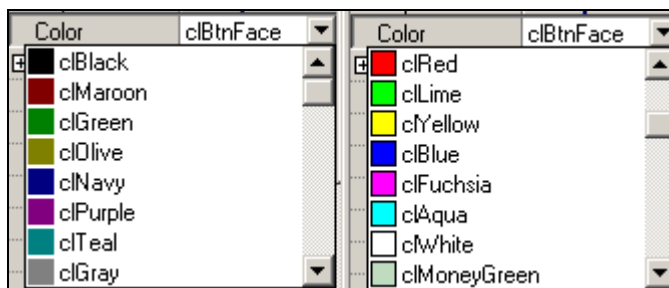 Color clBtnFace
clBlack
clMaroon
clGreen
clOlive
clNavy
clPurple
clTeal
clGray
Color clBtnFace
clRed
clLime
clYellow
clBlue
clFuchsia
clAqua
clWhite
clMoneyGreen